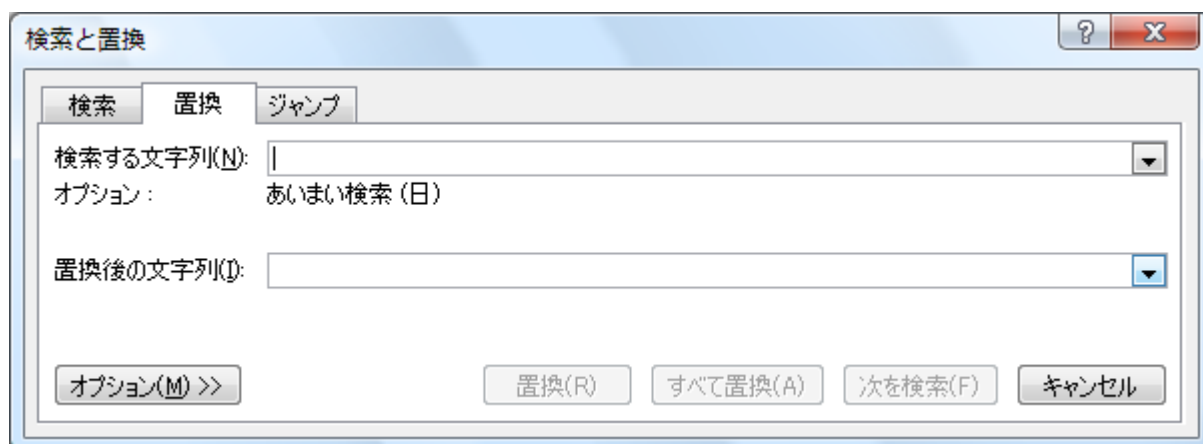 検索と置換
検索 置換 ジャンプ
検索する文字列(N):
オプション : あいまい検索 (日)
置換後の文字列(I):
オプション(M) >> 置換(R) すべて置換(A) 次を検索(F) キャンセル